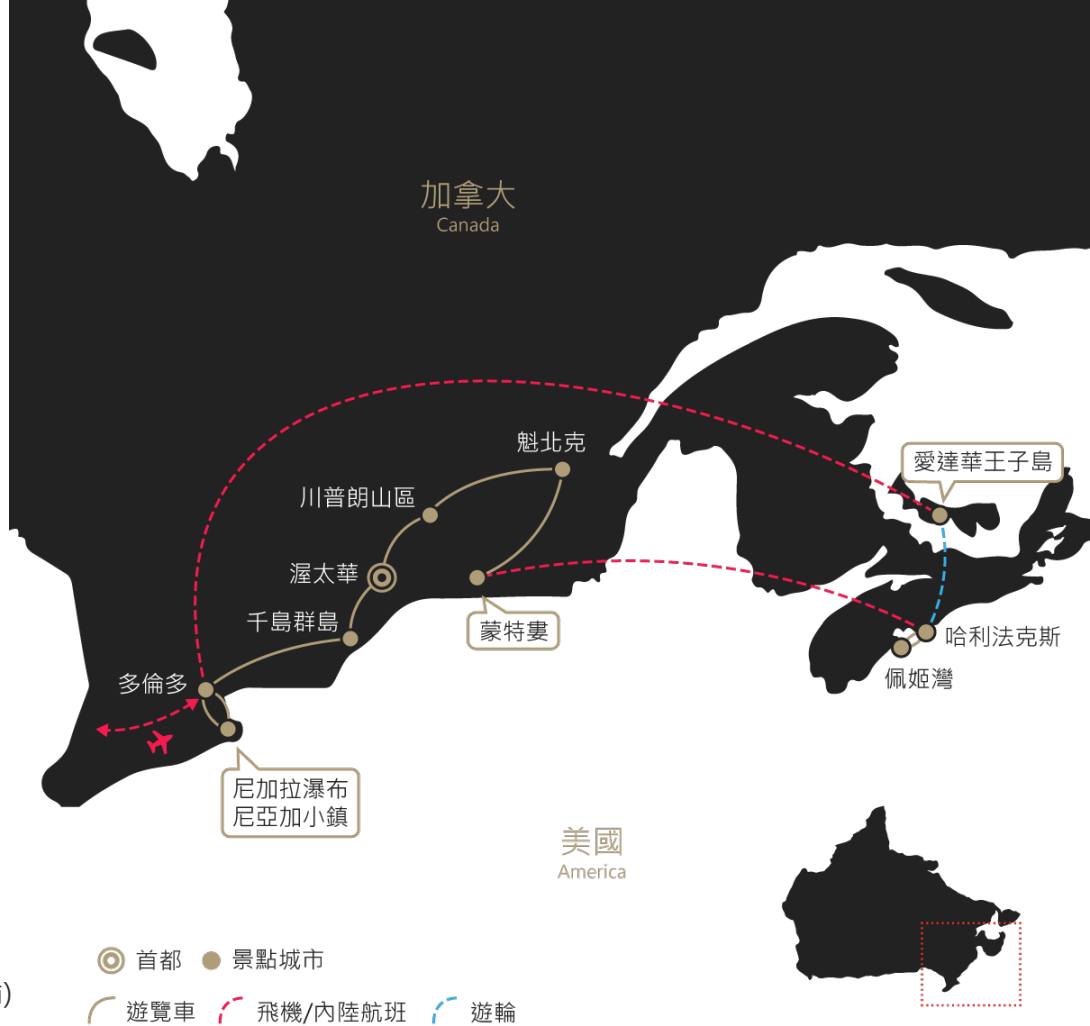 加拿大
Canada
魁北克
愛達華王子島
川普朗山區
渥太華
千島群島
蒙特婁
哈利法克斯
佩姬灣
多倫多
尼加拉瀑布
尼亞加小鎮
美國
America
首都
景點城市
遊覽車
飛機/內陸航班
遊輪